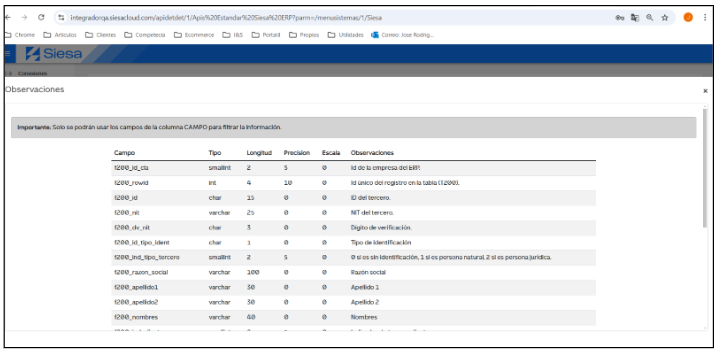 integradorqa.siesacloud.com/apidetdet/1/Apis%20Estandar%20Siesa%20ERP?parm=/menusistemas/1/Siesa
Chrome Articulos Clientes Competecia Ecommerce I&S Portald Propios Utilidades Correo: Jose Rodrig...
Siesa
Conexiones
Observaciones ×
Importante: Solo se podrán usar los campos de la columna CAMPO para filtrar la información.
Campo Tipo Longitud Precision Escala Observaciones
f200_id_cia smallint 2 5 0 Id de la empresa del ERP.
f200_rowid int 4 10 0 Id único del registro en la tabla (T200).
f200_id char 15 0 0 ID del tercero.
f200_nit varchar 25 0 0 NIT del tercero.
f200_dv_nit char 3 0 0 Digito de verificación.
f200_id_tipo_ident char 1 0 0 Tipo de identificación
f200_ind_tipo_tercero smallint 2 5 0 0 si es sin identificación, 1 si es persona natural, 2 si es persona jurídica.
f200_razon_social varchar 100 0 0 Razón social
f200_apellido1 varchar 30 0 0 Apellido 1
f200_apellido2 varchar 30 0 0 Apellido 2
f200_nombres varchar 40 0 0 Nombres